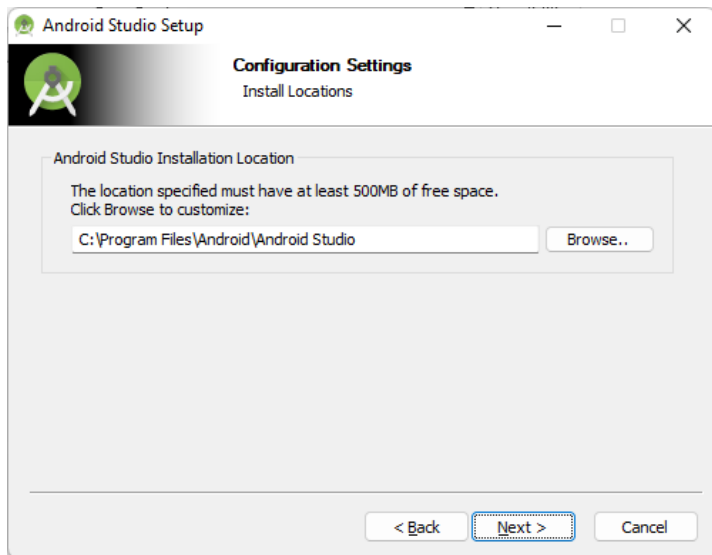 Android Studio Setup
Configuration Settings
Install Locations
Android Studio Installation Location
The location specified must have at least 500MB of free space.
Click Browse to customize:
C:\Program Files\Android\Android Studio
Browse..
< Back
Next >
Cancel